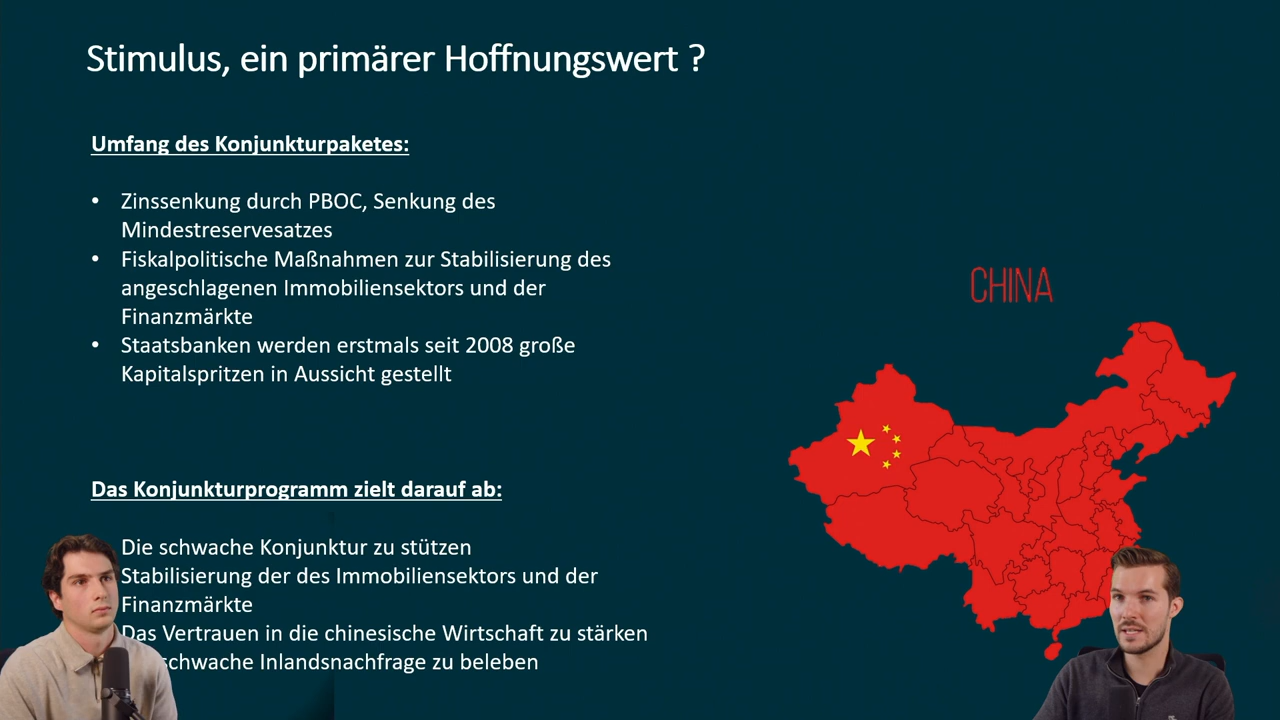 Stimulus, ein primärer Hoffnungswert ?
Umfang des Konjunkturpaketes:
• Zinssenkung durch PBOC, Senkung des
Mindestreservesatzes
• Fiskalpolitische Maßnahmen zur Stabilisierung des
angeschlagenen Immobiliensektors und der
Finanzmärkte
• Staatsbanken werden erstmals seit 2008 große
Kapitalspritzen in Aussicht gestellt
CHINA
Das Konjunkturprogramm zielt darauf ab:
Die schwache Konjunktur zu stützen
Stabilisierung der des Immobiliensektors und der
Finanzmärkte
Das Vertrauen in die chinesische Wirtschaft zu stärken
schwache Inlandsnachfrage zu beleben